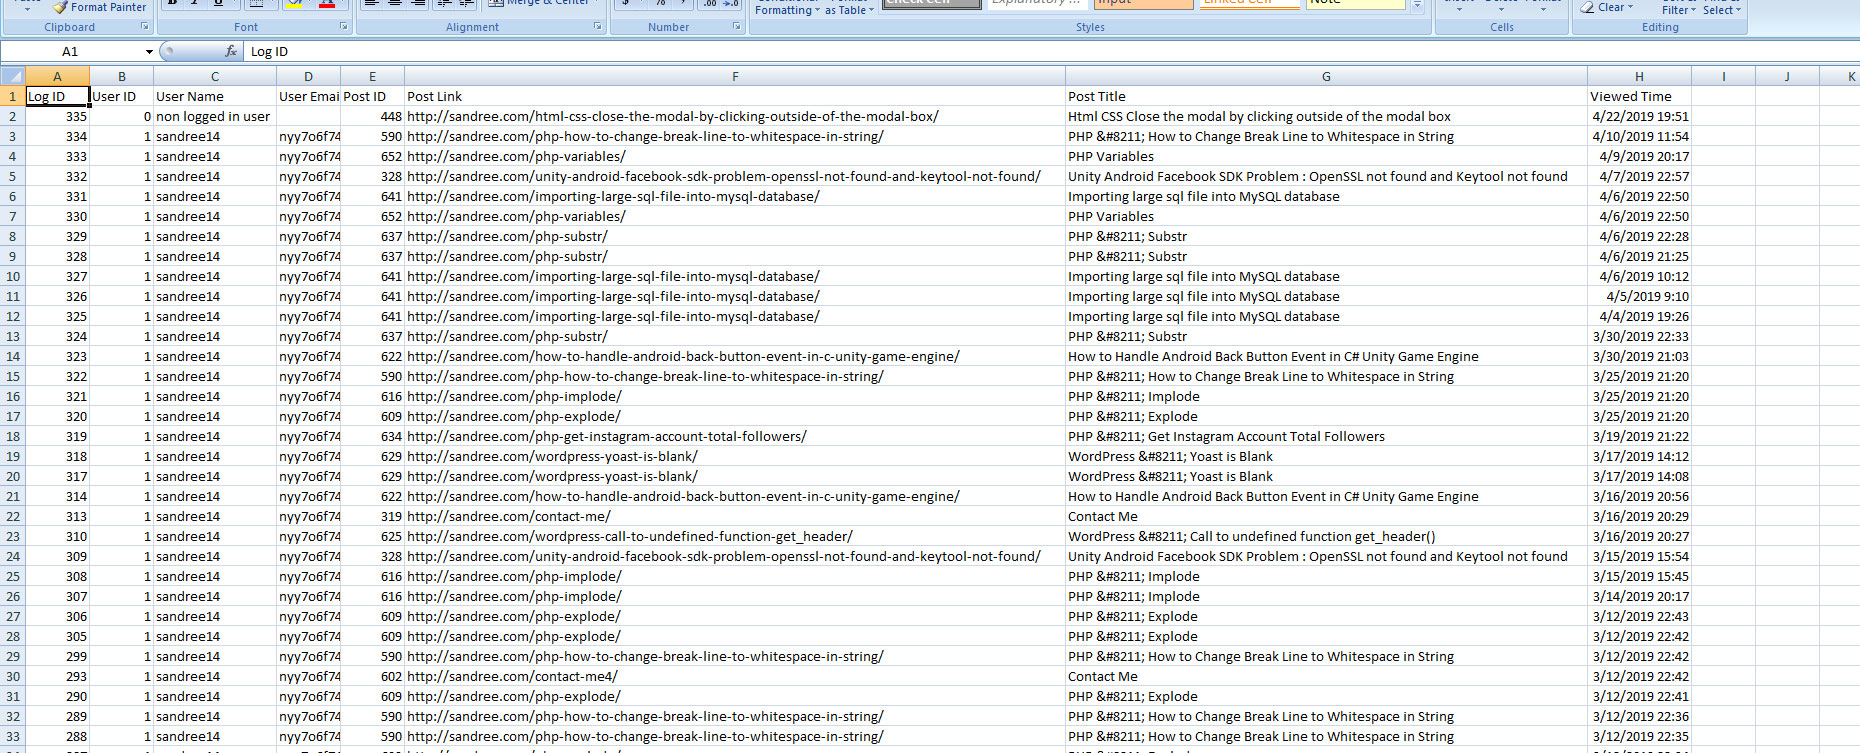 Format Painter
Merge & Center
Conditional Formatting
Format as Table
Check Cell Explanatory ... Input Linked Cell Note
Clear Filter Select
Clipboard Font Alignment Number Styles Cells Editing
A1 fx Log ID
A B C D E F G H I J K
1 Log ID User ID User Name User Emai Post ID Post Link Post Title Viewed Time
2 335 0 non logged in user 448 http://sandree.com/html-css-close-the-modal-by-clicking-outside-of-the-modal-box/ Html CSS Close the modal by clicking outside of the modal box 4/22/2019 19:51
3 334 1 sandree14 nyy7o6f74 590 http://sandree.com/php-how-to-change-break-line-to-whitespace-in-string/ PHP &#8211; How to Change Break Line to Whitespace in String 4/10/2019 11:54
4 333 1 sandree14 nyy7o6f74 652 http://sandree.com/php-variables/ PHP Variables 4/9/2019 20:17
5 332 1 sandree14 nyy7o6f74 328 http://sandree.com/unity-android-facebook-sdk-problem-openssl-not-found-and-keytool-not-found/ Unity Android Facebook SDK Problem : OpenSSL not found and Keytool not found 4/7/2019 22:57
6 331 1 sandree14 nyy7o6f74 641 http://sandree.com/importing-large-sql-file-into-mysql-database/ Importing large sql file into MySQL database 4/6/2019 22:50
7 330 1 sandree14 nyy7o6f74 652 http://sandree.com/php-variables/ PHP Variables 4/6/2019 22:50
8 329 1 sandree14 nyy7o6f74 637 http://sandree.com/php-substr/ PHP &#8211; Substr 4/6/2019 22:28
9 328 1 sandree14 nyy7o6f74 637 http://sandree.com/php-substr/ PHP &#8211; Substr 4/6/2019 21:25
10 327 1 sandree14 nyy7o6f74 641 http://sandree.com/importing-large-sql-file-into-mysql-database/ Importing large sql file into MySQL database 4/6/2019 10:12
11 326 1 sandree14 nyy7o6f74 641 http://sandree.com/importing-large-sql-file-into-mysql-database/ Importing large sql file into MySQL database 4/5/2019 9:10
12 325 1 sandree14 nyy7o6f74 641 http://sandree.com/importing-large-sql-file-into-mysql-database/ Importing large sql file into MySQL database 4/4/2019 19:26
13 324 1 sandree14 nyy7o6f74 637 http://sandree.com/php-substr/ PHP &#8211; Substr 3/30/2019 22:33
14 323 1 sandree14 nyy7o6f74 622 http://sandree.com/how-to-handle-android-back-button-event-in-c-unity-game-engine/ How to Handle Android Back Button Event in C# Unity Game Engine 3/30/2019 21:03
15 322 1 sandree14 nyy7o6f74 590 http://sandree.com/php-how-to-change-break-line-to-whitespace-in-string/ PHP &#8211; How to Change Break Line to Whitespace in String 3/25/2019 21:20
16 321 1 sandree14 nyy7o6f74 616 http://sandree.com/php-implode/ PHP &#8211; Implode 3/25/2019 21:20
17 320 1 sandree14 nyy7o6f74 609 http://sandree.com/php-explode/ PHP &#8211; Explode 3/25/2019 21:20
18 319 1 sandree14 nyy7o6f74 634 http://sandree.com/php-get-instagram-account-total-followers/ PHP &#8211; Get Instagram Account Total Followers 3/19/2019 21:22
19 318 1 sandree14 nyy7o6f74 629 http://sandree.com/wordpress-yoast-is-blank/ WordPress &#8211; Yoast is Blank 3/17/2019 14:12
20 317 1 sandree14 nyy7o6f74 629 http://sandree.com/wordpress-yoast-is-blank/ WordPress &#8211; Yoast is Blank 3/17/2019 14:08
21 314 1 sandree14 nyy7o6f74 622 http://sandree.com/how-to-handle-android-back-button-event-in-c-unity-game-engine/ How to Handle Android Back Button Event in C# Unity Game Engine 3/16/2019 20:56
22 313 1 sandree14 nyy7o6f74 319 http://sandree.com/contact-me/ Contact Me 3/16/2019 20:29
23 310 1 sandree14 nyy7o6f74 625 http://sandree.com/wordpress-call-to-undefined-function-get_header/ WordPress &#8211; Call to undefined function get_header() 3/16/2019 20:27
24 309 1 sandree14 nyy7o6f74 328 http://sandree.com/unity-android-facebook-sdk-problem-openssl-not-found-and-keytool-not-found/ Unity Android Facebook SDK Problem : OpenSSL not found and Keytool not found 3/15/2019 15:54
25 308 1 sandree14 nyy7o6f74 616 http://sandree.com/php-implode/ PHP &#8211; Implode 3/15/2019 15:45
26 307 1 sandree14 nyy7o6f74 616 http://sandree.com/php-implode/ PHP &#8211; Implode 3/14/2019 20:17
27 306 1 sandree14 nyy7o6f74 609 http://sandree.com/php-explode/ PHP &#8211; Explode 3/12/2019 22:43
28 305 1 sandree14 nyy7o6f74 609 http://sandree.com/php-explode/ PHP &#8211; Explode 3/12/2019 22:42
29 299 1 sandree14 nyy7o6f74 590 http://sandree.com/php-how-to-change-break-line-to-whitespace-in-string/ PHP &#8211; How to Change Break Line to Whitespace in String 3/12/2019 22:42
30 293 1 sandree14 nyy7o6f74 602 http://sandree.com/contact-me4/ Contact Me 3/12/2019 22:42
31 290 1 sandree14 nyy7o6f74 609 http://sandree.com/php-explode/ PHP &#8211; Explode 3/12/2019 22:41
32 289 1 sandree14 nyy7o6f74 590 http://sandree.com/php-how-to-change-break-line-to-whitespace-in-string/ PHP &#8211; How to Change Break Line to Whitespace in String 3/12/2019 22:36
33 288 1 sandree14 nyy7o6f74 590 http://sandree.com/php-how-to-change-break-line-to-whitespace-in-string/ PHP &#8211; How to Change Break Line to Whitespace in String 3/12/2019 22:35